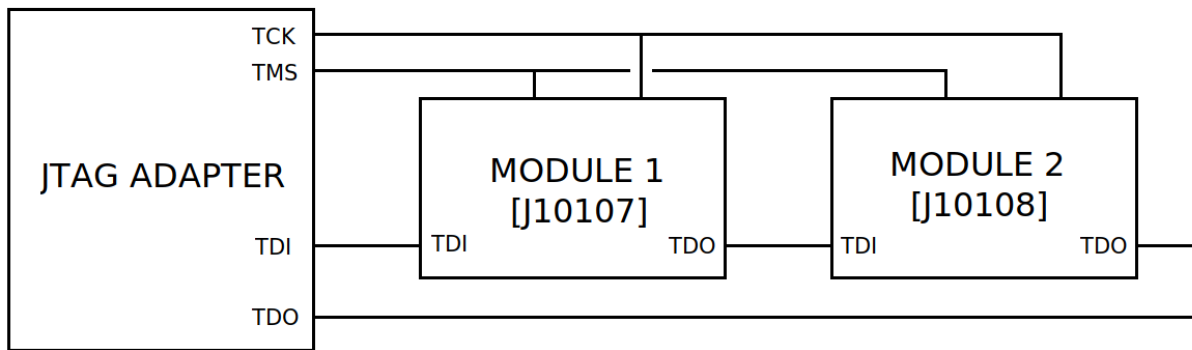 TCK
TMS
JTAG ADAPTER
TDI
TDO
MODULE 1
[J10107]
TDI
TDO
MODULE 2
[J10108]
TDI
TDO